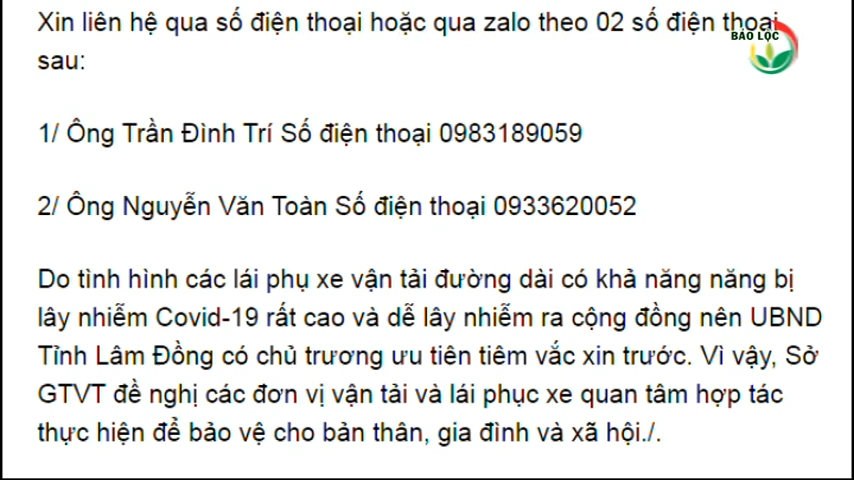 Xin liên hệ qua số điện thoại hoặc qua zalo theo 02 số điện thoại
BẢO LỘC
sau:
1/ Ông Trần Đình Trí Số điện thoại 0983189059
2/ Ông Nguyễn Văn Toàn Số điện thoại 0933620052
Do tình hình các lái phụ xe vận tải đường dài có khả năng năng bị
lây nhiễm Covid-19 rất cao và dễ lây nhiễm ra cộng đồng nên UBND
Tỉnh Lâm Đồng có chủ trương ưu tiên tiêm vắc xin trước. Vì vậy, Sở
GTVT đề nghị các đơn vị vận tải và lái phục xe quan tâm hợp tác
thực hiện để bảo vệ cho bản thân, gia đình và xã hội./.